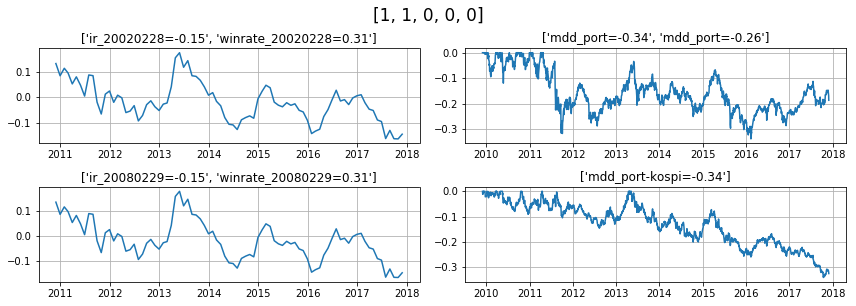 [1, 1, 0, 0, 0]
['ir_20020228=-0.15', 'winrate_20020228=0.31']
0.1
0.0
−0.1
2011 2012 2013 2014 2015 2016 2017 2018
['mdd_port=-0.34', 'mdd_port=-0.26']
0.0
−0.1
−0.2
−0.3
2010 2011 2012 2013 2014 2015 2016 2017 2018
['ir_20080229=-0.15', 'winrate_20080229=0.31']
0.1
0.0
−0.1
2011 2012 2013 2014 2015 2016 2017 2018
['mdd_port-kospi=-0.34']
0.0
−0.1
−0.2
−0.3
2010 2011 2012 2013 2014 2015 2016 2017 2018